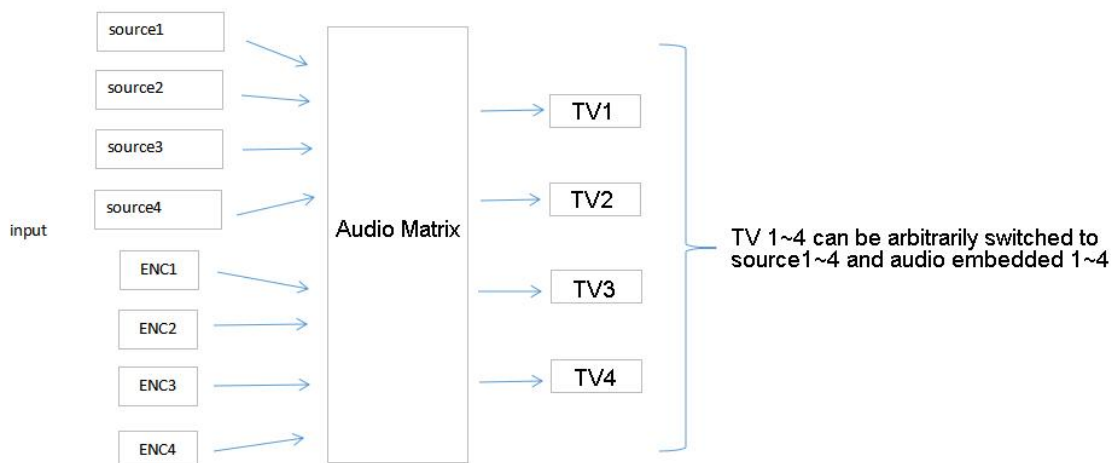 source1
source2
source3
source4
input
ENC1
ENC2
ENC3
ENC4
Audio Matrix
TV1
TV2
TV3
TV4
TV 1~4 can be arbitrarily switched to
source1~4 and audio embedded 1~4